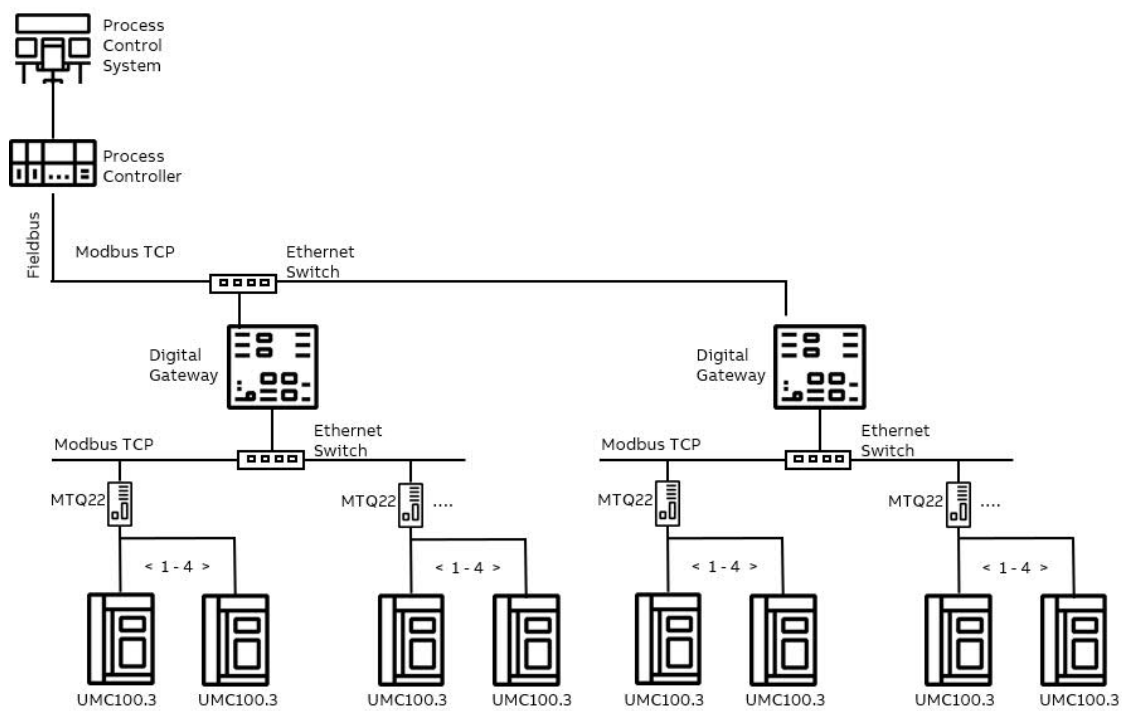 Process
Control
System
Process
Controller
Fieldbus
Modbus TCP
Ethernet
Switch
Digital
Gateway
Digital
Gateway
Modbus TCP
Ethernet
Switch
Modbus TCP
Ethernet
Switch
MTQ22
MTQ22 ....
MTQ22
MTQ22 ....
< 1 - 4 >
< 1 - 4 >
< 1 - 4 >
< 1 - 4 >
UMC100.3
UMC100.3
UMC100.3
UMC100.3
UMC100.3
UMC100.3
UMC100.3
UMC100.3